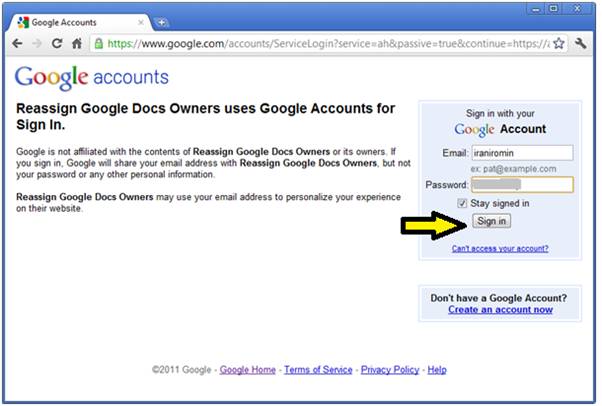 Google Accounts
https://www.google.com/accounts/ServiceLogin?service=ah&passive=true&continue=https://a
Google accounts
Reassign Google Docs Owners uses Google Accounts for
Sign In.
Google is not affiliated with the contents of Reassign Google Docs Owners or its owners. If
you sign in, Google will share your email address with Reassign Google Docs Owners, but not
your password or any other personal information.
Reassign Google Docs Owners may use your email address to personalize your experience
on their website.
Sign in with your
Google Account
Email: iraniromin
ex: pat@example.com
Password:
Stay signed in
Sign in
Can't access your account?
Don't have a Google Account?
Create an account now
©2011 Google - Google Home - Terms of Service - Privacy Policy - Help